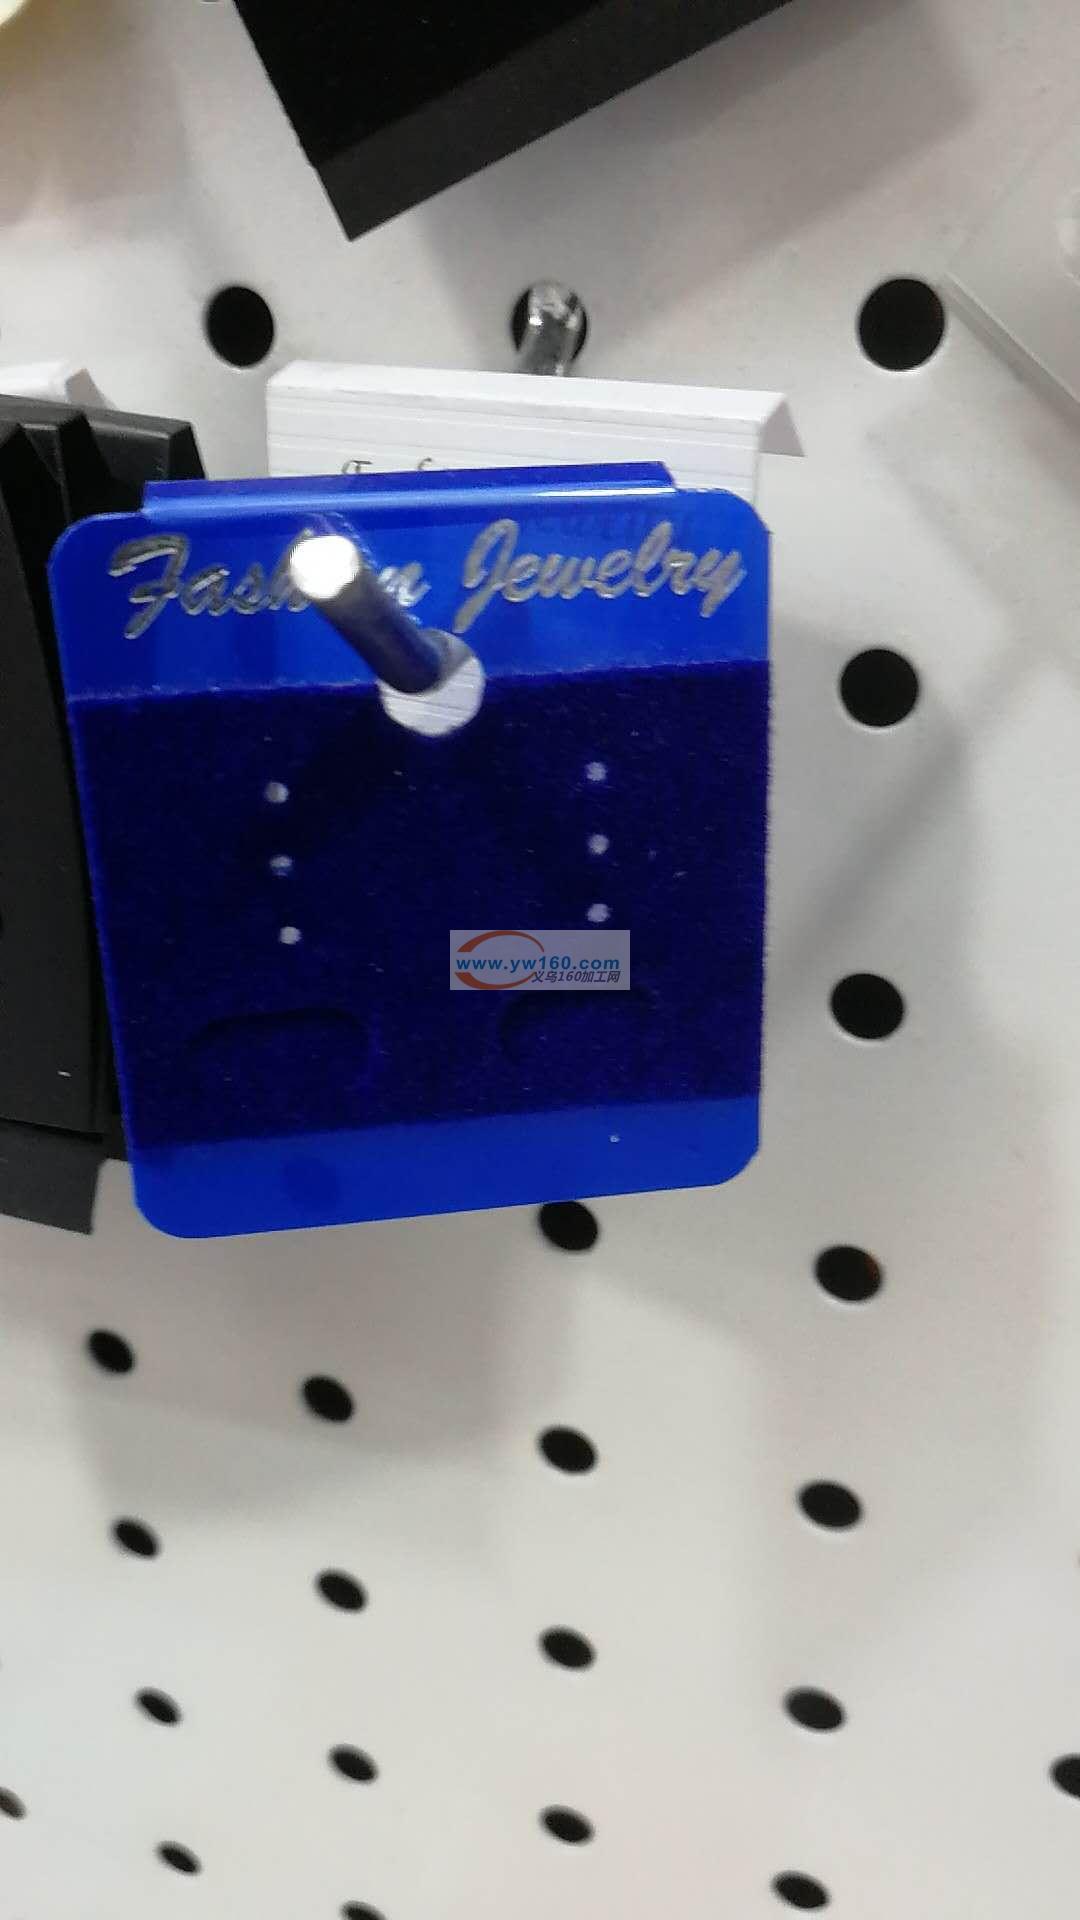 Fashion Jewelry
www.yw160.com
义乌160加工网